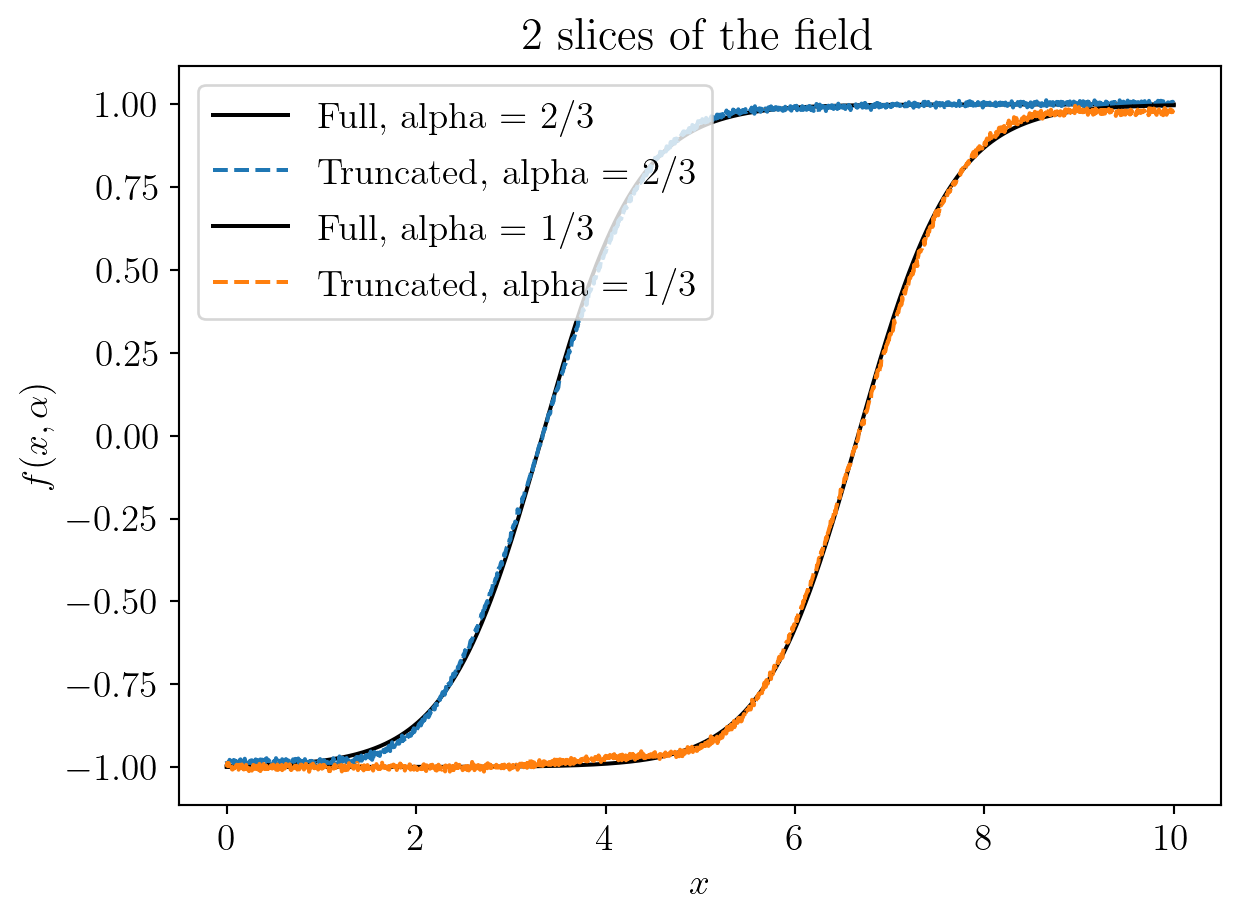 2 slices of the field
Full, alpha = 2/3
Truncated, alpha = 2/3
Full, alpha = 1/3
Truncated, alpha = 1/3
1.00
0.75
0.50
0.25
0.00
−0.25
−0.50
−0.75
−1.00
f(x, α)
0 2 4 6 8 10
x